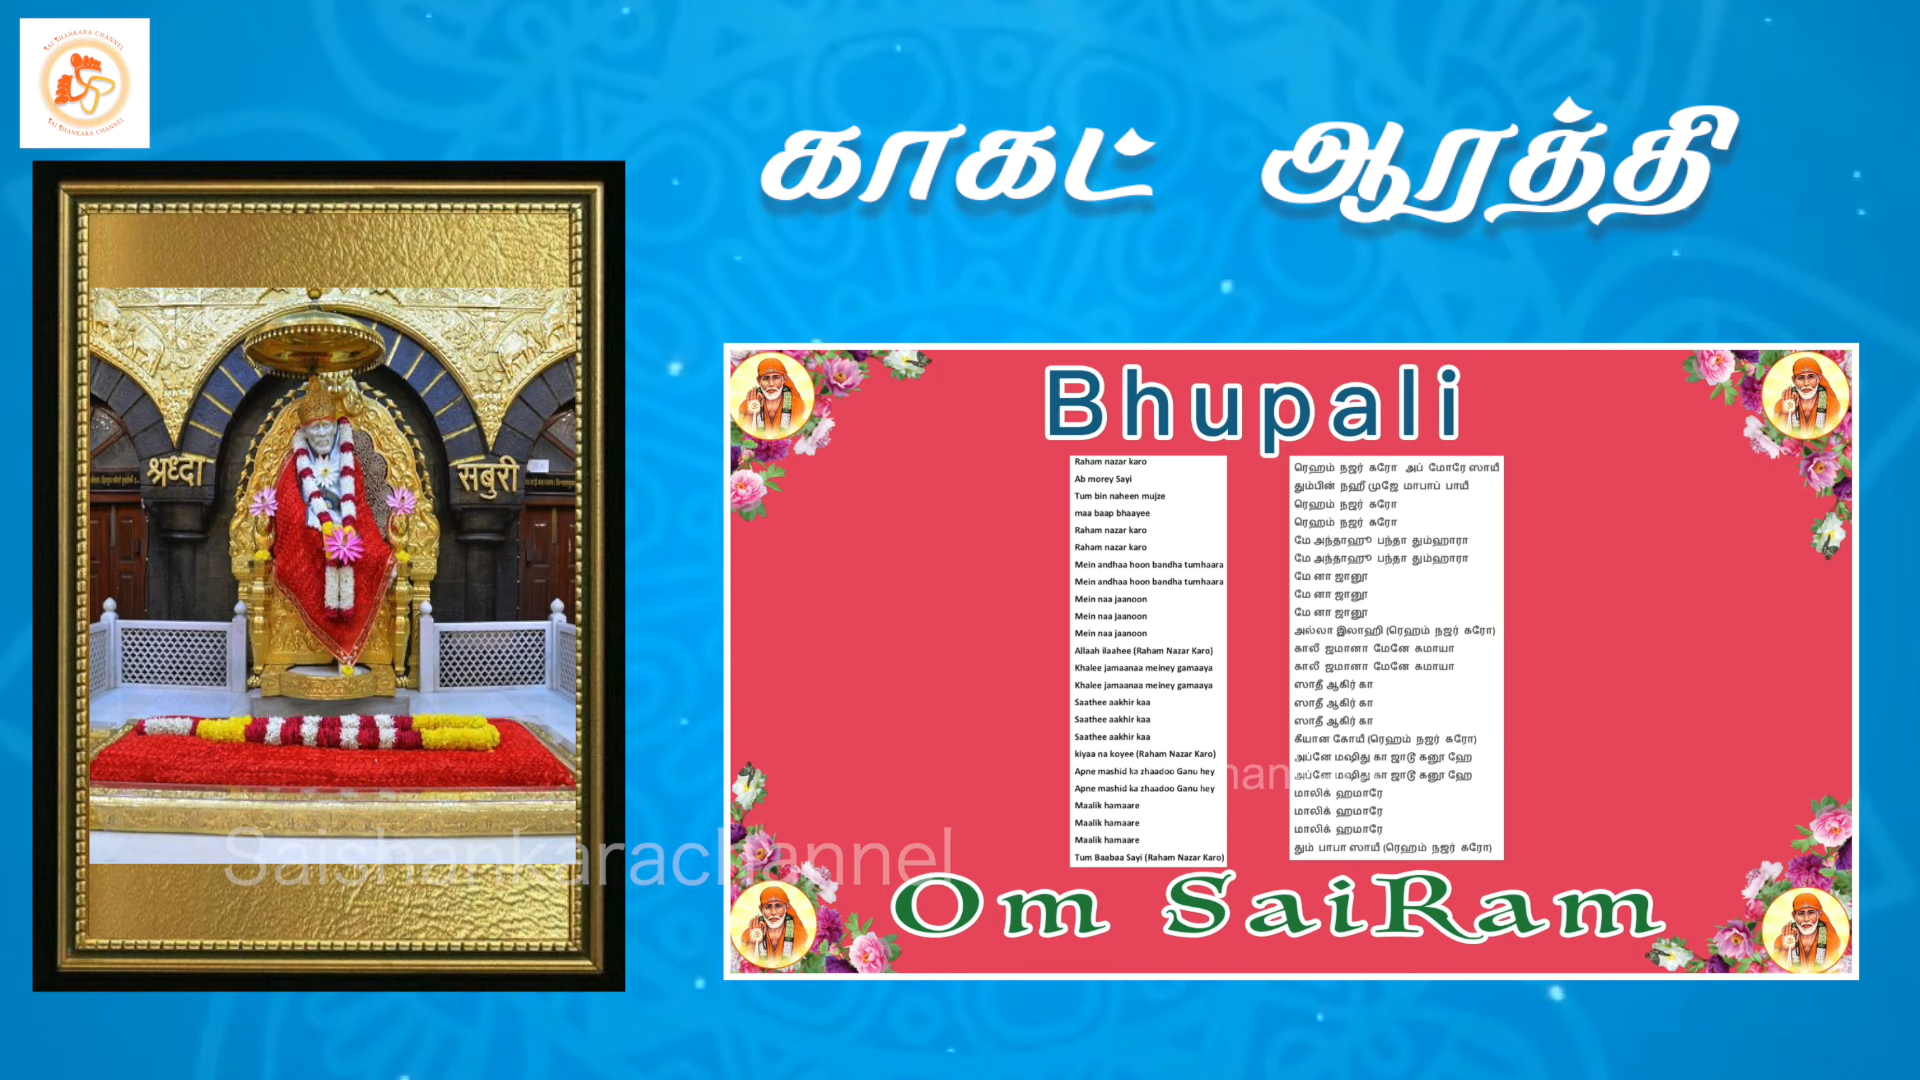 SAI SHANKARA CHANNEL
SAI SHANKARA CHANNEL
காகட் ஆரத்தீ
श्रध्दा
सबुरी
Bhupali
Raham nazar karo
Ab morey Sayi
Tum bin naheen mujze
maa baap bhaayee
Raham nazar karo
Raham nazar karo
Mein andhaa hoon bandha tumhaara
Mein andhaa hoon bandha tumhaara
Mein naa jaanoon
Mein naa jaanoon
Mein naa jaanoon
Allaah ilaahee (Raham Nazar Karo)
Khalee jamaanaa meiney gamaaya
Khalee jamaanaa meiney gamaaya
Saathee aakhir kaa
Saathee aakhir kaa
Saathee aakhir kaa
kiyaa na koyee (Raham Nazar Karo)
Apne mashid ka zhaadoo Ganu hey
Apne mashid ka zhaadoo Ganu hey
Maalik hamaare
Maalik hamaare
Maalik hamaare
Tum Baabaa Sayi (Raham Nazar Karo)
ரெஹம் நஜர் கரோ அப் மோரே ஸாயீ
தும்பின் நஹீ முஜே மாபாப் பாயீ
ரெஹம் நஜர் கரோ
ரெஹம் நஜர் கரோ
மே அந்தாஹூ பந்தா தும்ஹாரா
மே அந்தாஹூ பந்தா தும்ஹாரா
மே னா ஜானூ
மே னா ஜானூ
மே னா ஜானூ
அல்லா இலாஹி (ரெஹம் நஜர் கரோ)
காலீ ஜமானா மேனே கமாயா
காலீ ஜமானா மேனே கமாயா
ஸாதீ ஆகிர் கா
ஸாதீ ஆகிர் கா
ஸாதீ ஆகிர் கா
கீயான கோயீ (ரெஹம் நஜர் கரோ)
அப்னே மஷிது கா ஜாடூ கனூ ஹே
அப்னே மஷிது கா ஜாடூ கனூ ஹே
மாலிக் ஹமாரே
மாலிக் ஹமாரே
மாலிக் ஹமாரே
தும் பாபா ஸாயீ (ரெஹம் நஜர் கரோ)
Saishankarachannel
Om SaiRam